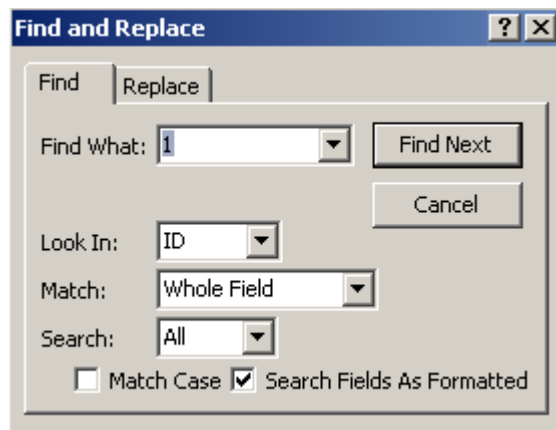 Find and Replace
Find Replace
Find What: 1 Find Next
Cancel
Look In: ID
Match: Whole Field
Search: All
Match Case Search Fields As Formatted